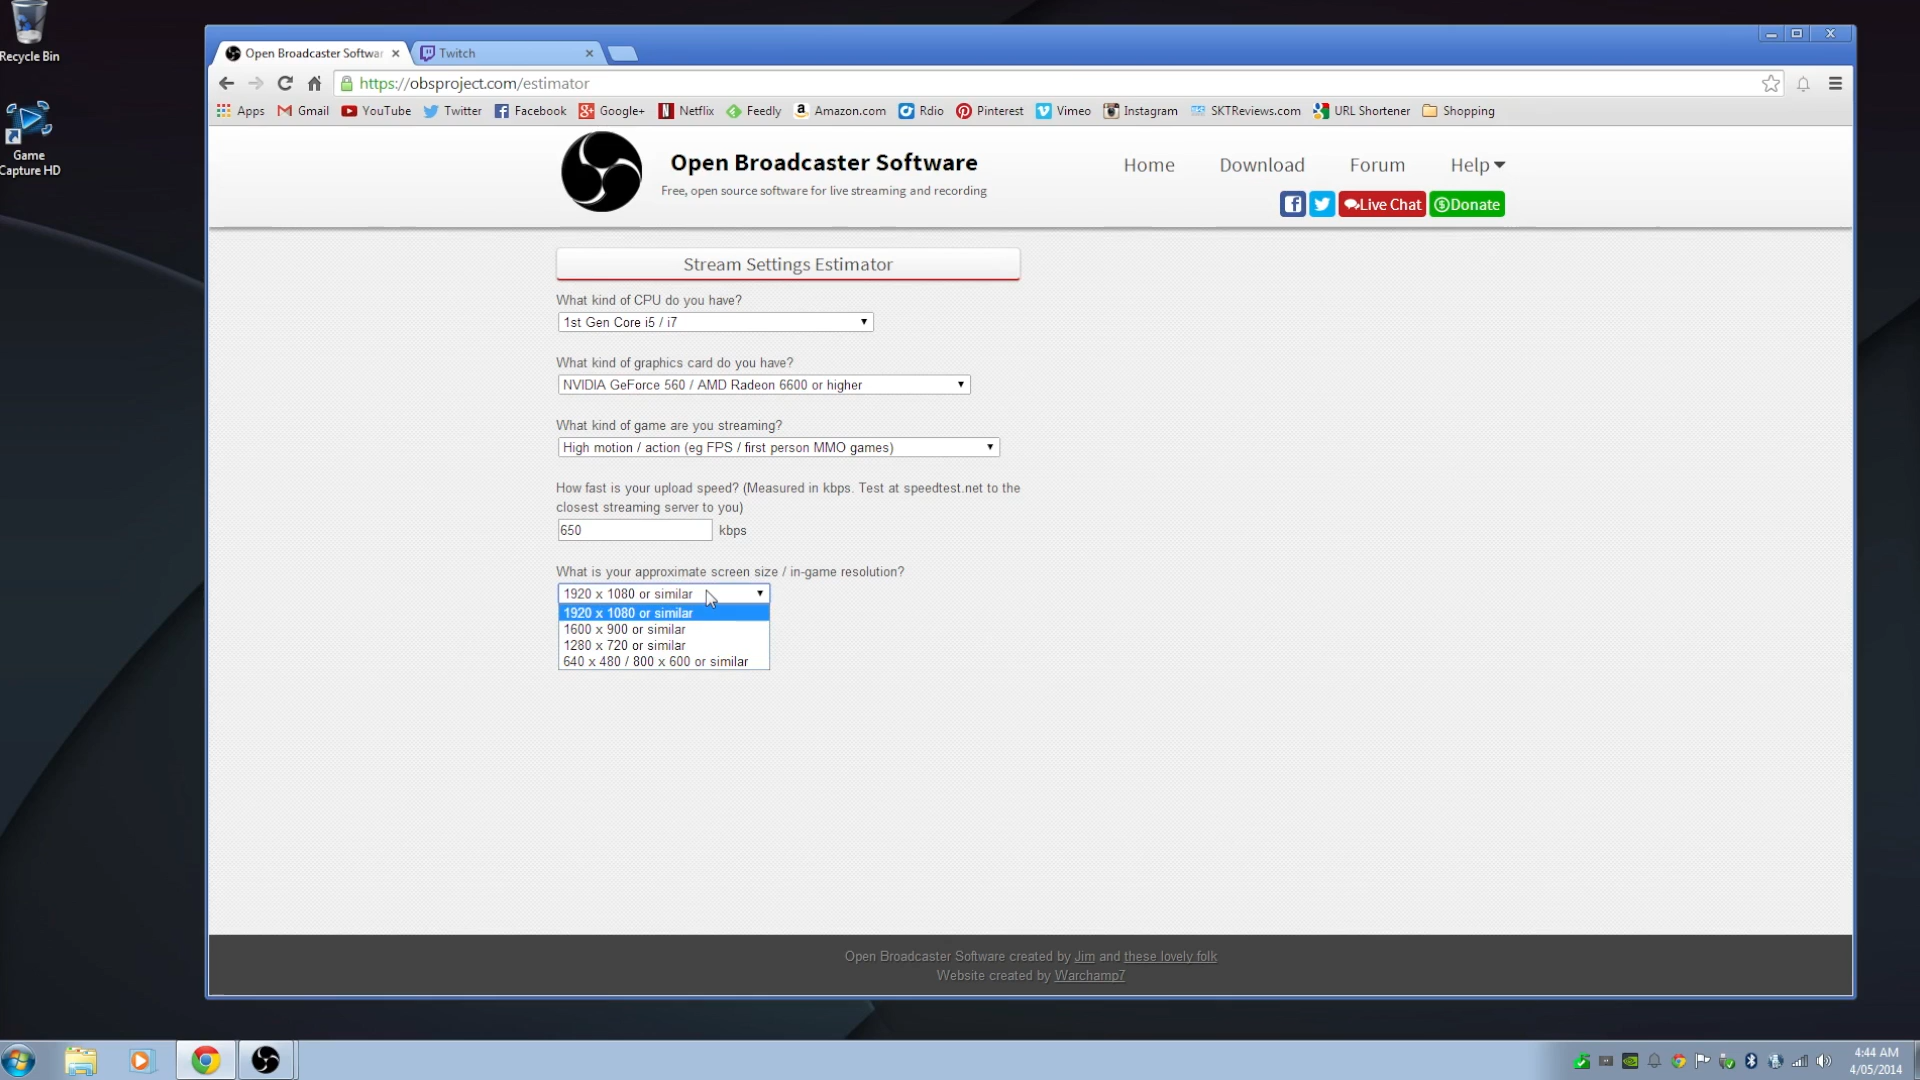 Recycle Bin
Game
Capture HD
Open Broadcaster Softwar
Twitch
https://obsproject.com/estimator
Apps Gmail YouTube Twitter Facebook Google+ Netflix Feedly Amazon.com Rdio Pinterest Vimeo Instagram SKTReviews.com URL Shortener Shopping
Open Broadcaster Software
Free, open source software for live streaming and recording
Home Download Forum Help
Live Chat Donate
Stream Settings Estimator
What kind of CPU do you have?
1st Gen Core i5 / i7
What kind of graphics card do you have?
NVIDIA GeForce 560 / AMD Radeon 6600 or higher
What kind of game are you streaming?
High motion / action (eg FPS / first person MMO games)
How fast is your upload speed? (Measured in kbps. Test at speedtest.net to the
closest streaming server to you)
650 kbps
What is your approximate screen size / in-game resolution?
1920 x 1080 or similar
1920 x 1080 or similar
1600 x 900 or similar
1280 x 720 or similar
640 x 480 / 800 x 600 or similar
Open Broadcaster Software created by Jim and these lovely folk
Website created by Warchamp7
4:44 AM
4/05/2014